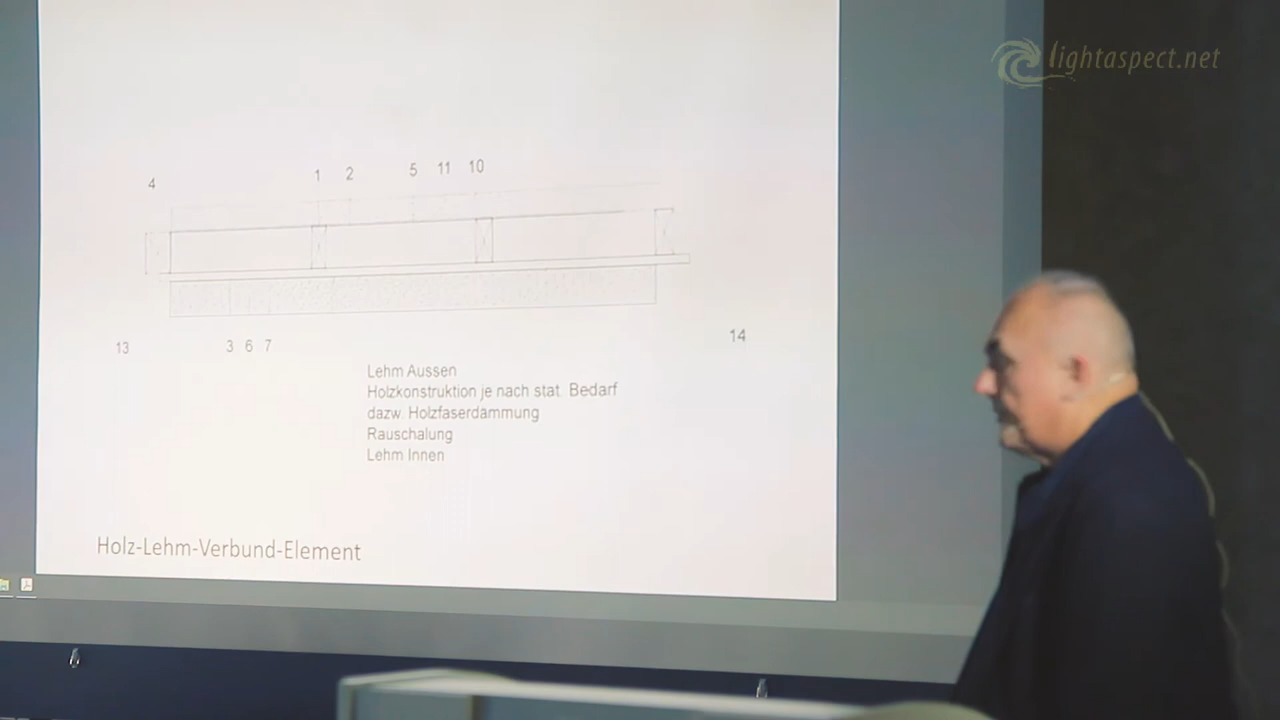 lightaspect.net
4 1 2 5 11 10
13 3 6 7 14
Lehm Aussen
Holzkonstruktion je nach stat. Bedarf
dazw. Holzfaserdämmung
Rauschalung
Lehm Innen
Holz-Lehm-Verbund-Element